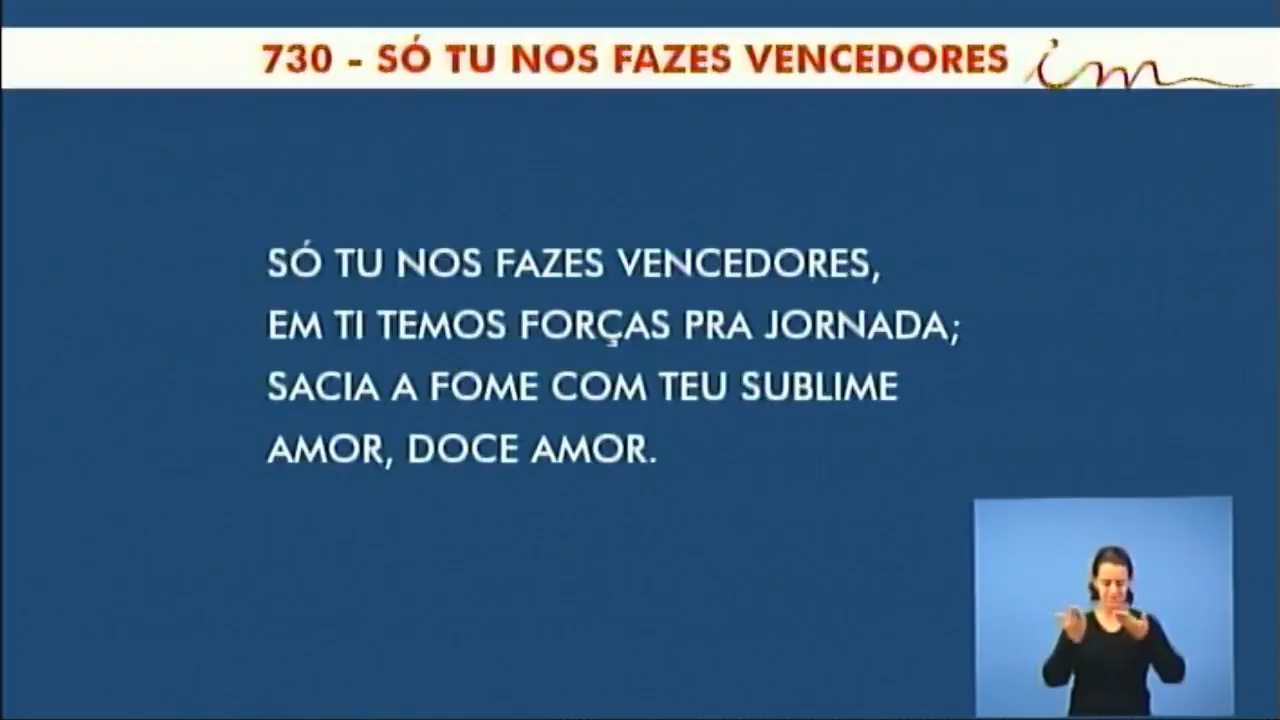 730 - SÓ TU NOS FAZES VENCEDORES im
SÓ TU NOS FAZES VENCEDORES,
EM TI TEMOS FORÇAS PRA JORNADA;
SACIA A FOME COM TEU SUBLIME
AMOR, DOCE AMOR.